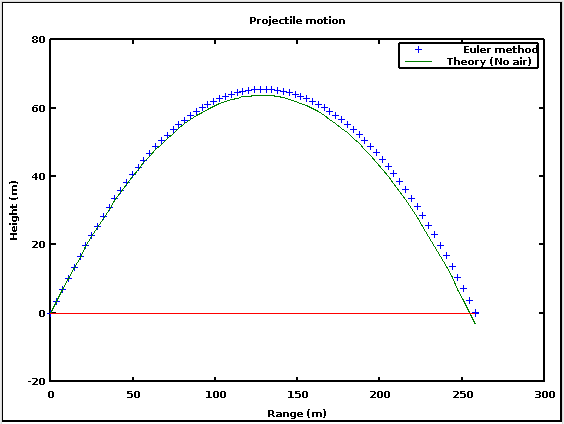 Projectile motion
80
Euler method
Theory (No air)
60
40
20
0
-20
Height (m)
0 50 100 150 200 250 300
Range (m)